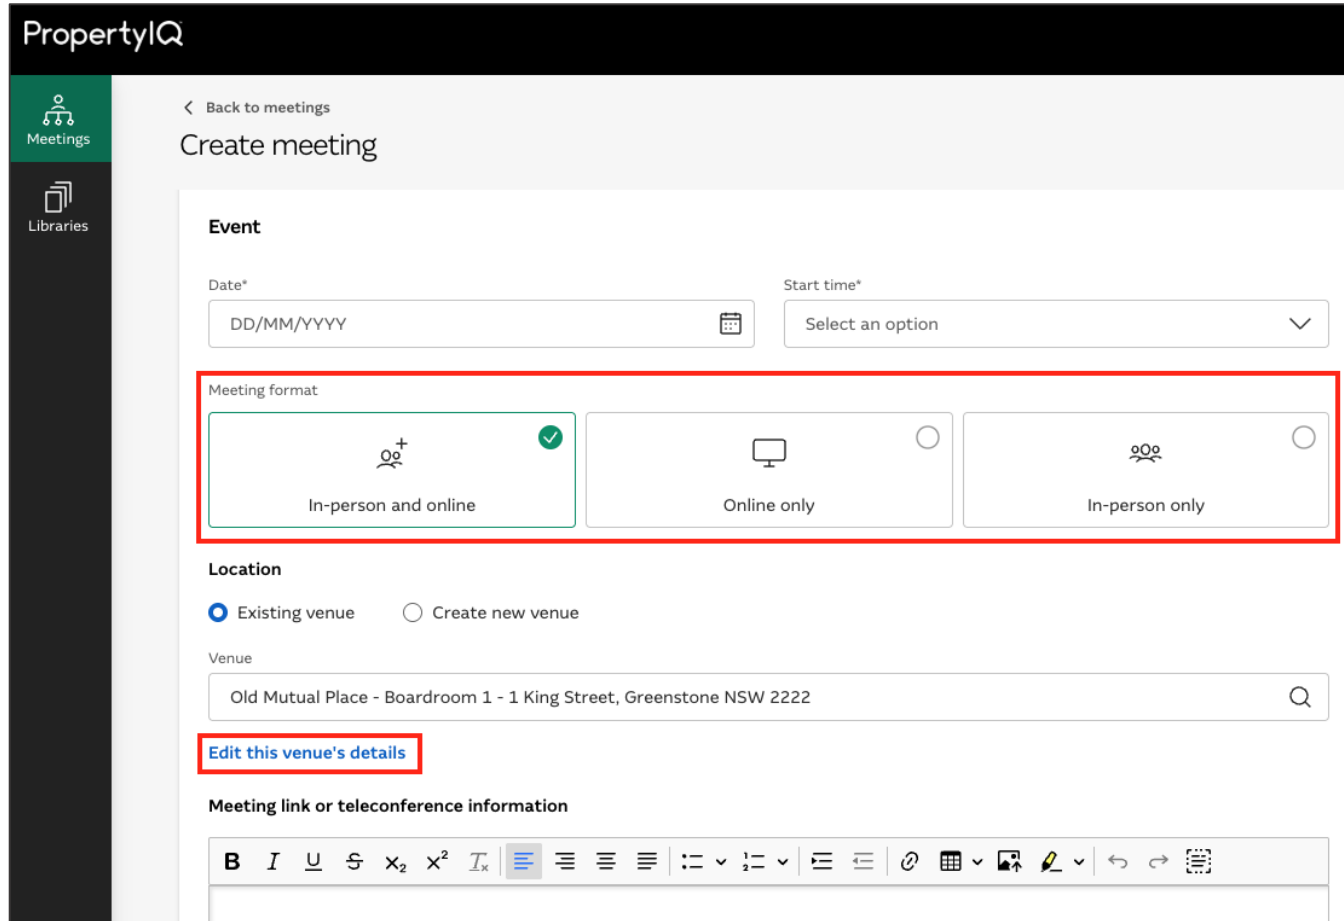 PropertyIQ
Meetings
Libraries
Back to meetings
Create meeting
Event
Date*
Start time*
DD/MM/YYYY
Select an option
Meeting format
In-person and online
Online only
In-person only
Location
Existing venue
Create new venue
Venue
Old Mutual Place - Boardroom 1 - 1 King Street, Greenstone NSW 2222
Edit this venue's details
Meeting link or teleconference information